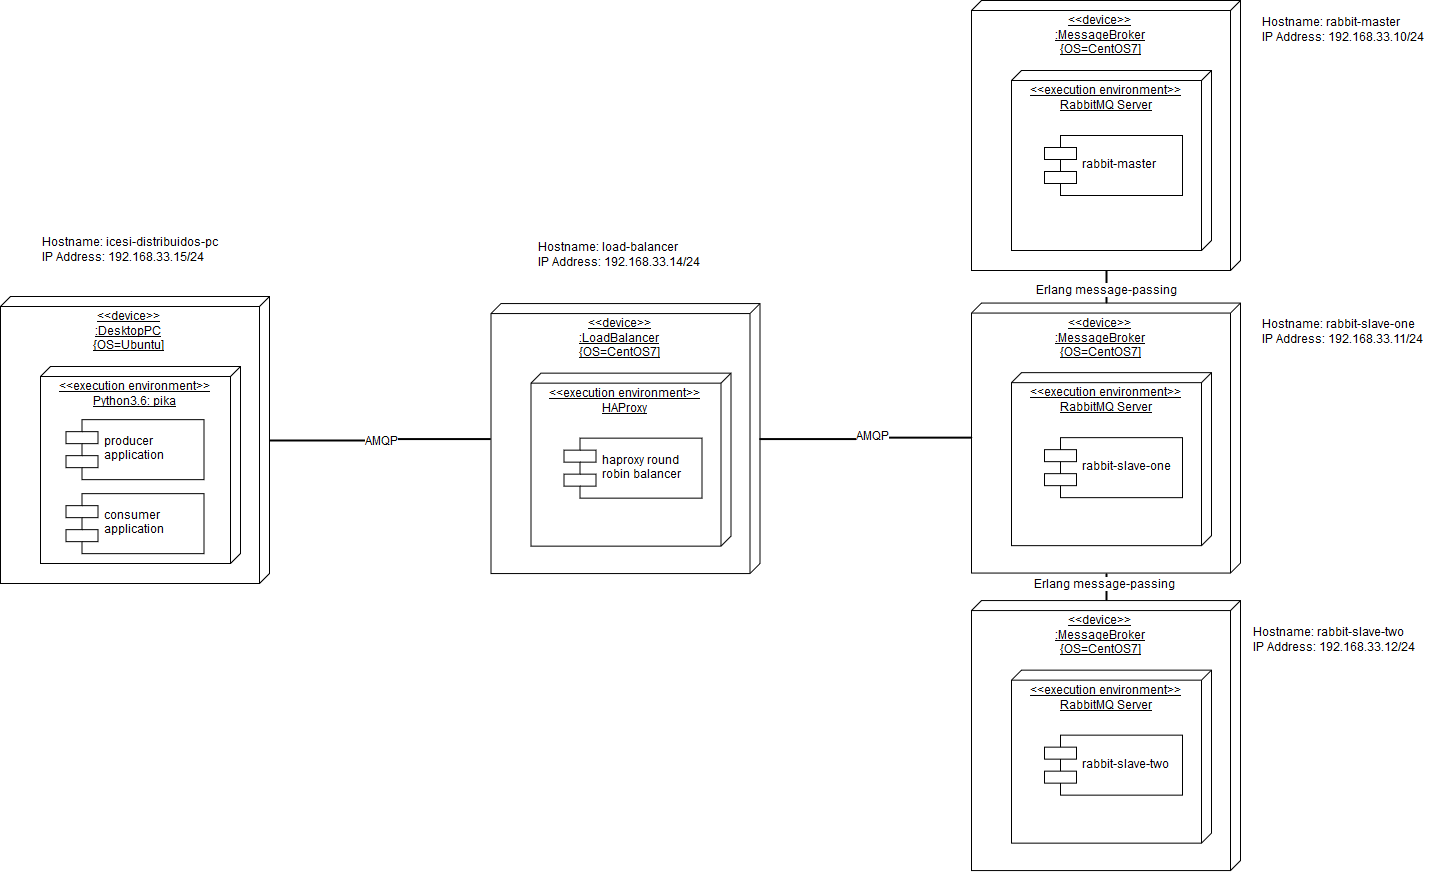 Hostname: icesi-distribuidos-pc
IP Address: 192.168.33.15/24
<<device>>
:DesktopPC
{OS=Ubuntu]
<<execution environment>>
Python3.6: pika
producer
application
consumer
application
AMQP
Hostname: load-balancer
IP Address: 192.168.33.14/24
<<device>>
:LoadBalancer
{OS=CentOS7]
<<execution environment>>
HAProxy
haproxy round
robin balancer
AMQP
<<device>>
:MessageBroker
{OS=CentOS7]
<<execution environment>>
RabbitMQ Server
rabbit-master
Hostname: rabbit-master
IP Address: 192.168.33.10/24
Erlang message-passing
<<device>>
:MessageBroker
{OS=CentOS7]
<<execution environment>>
RabbitMQ Server
rabbit-slave-one
Hostname: rabbit-slave-one
IP Address: 192.168.33.11/24
Erlang message-passing
<<device>>
:MessageBroker
{OS=CentOS7]
<<execution environment>>
RabbitMQ Server
rabbit-slave-two
Hostname: rabbit-slave-two
IP Address: 192.168.33.12/24